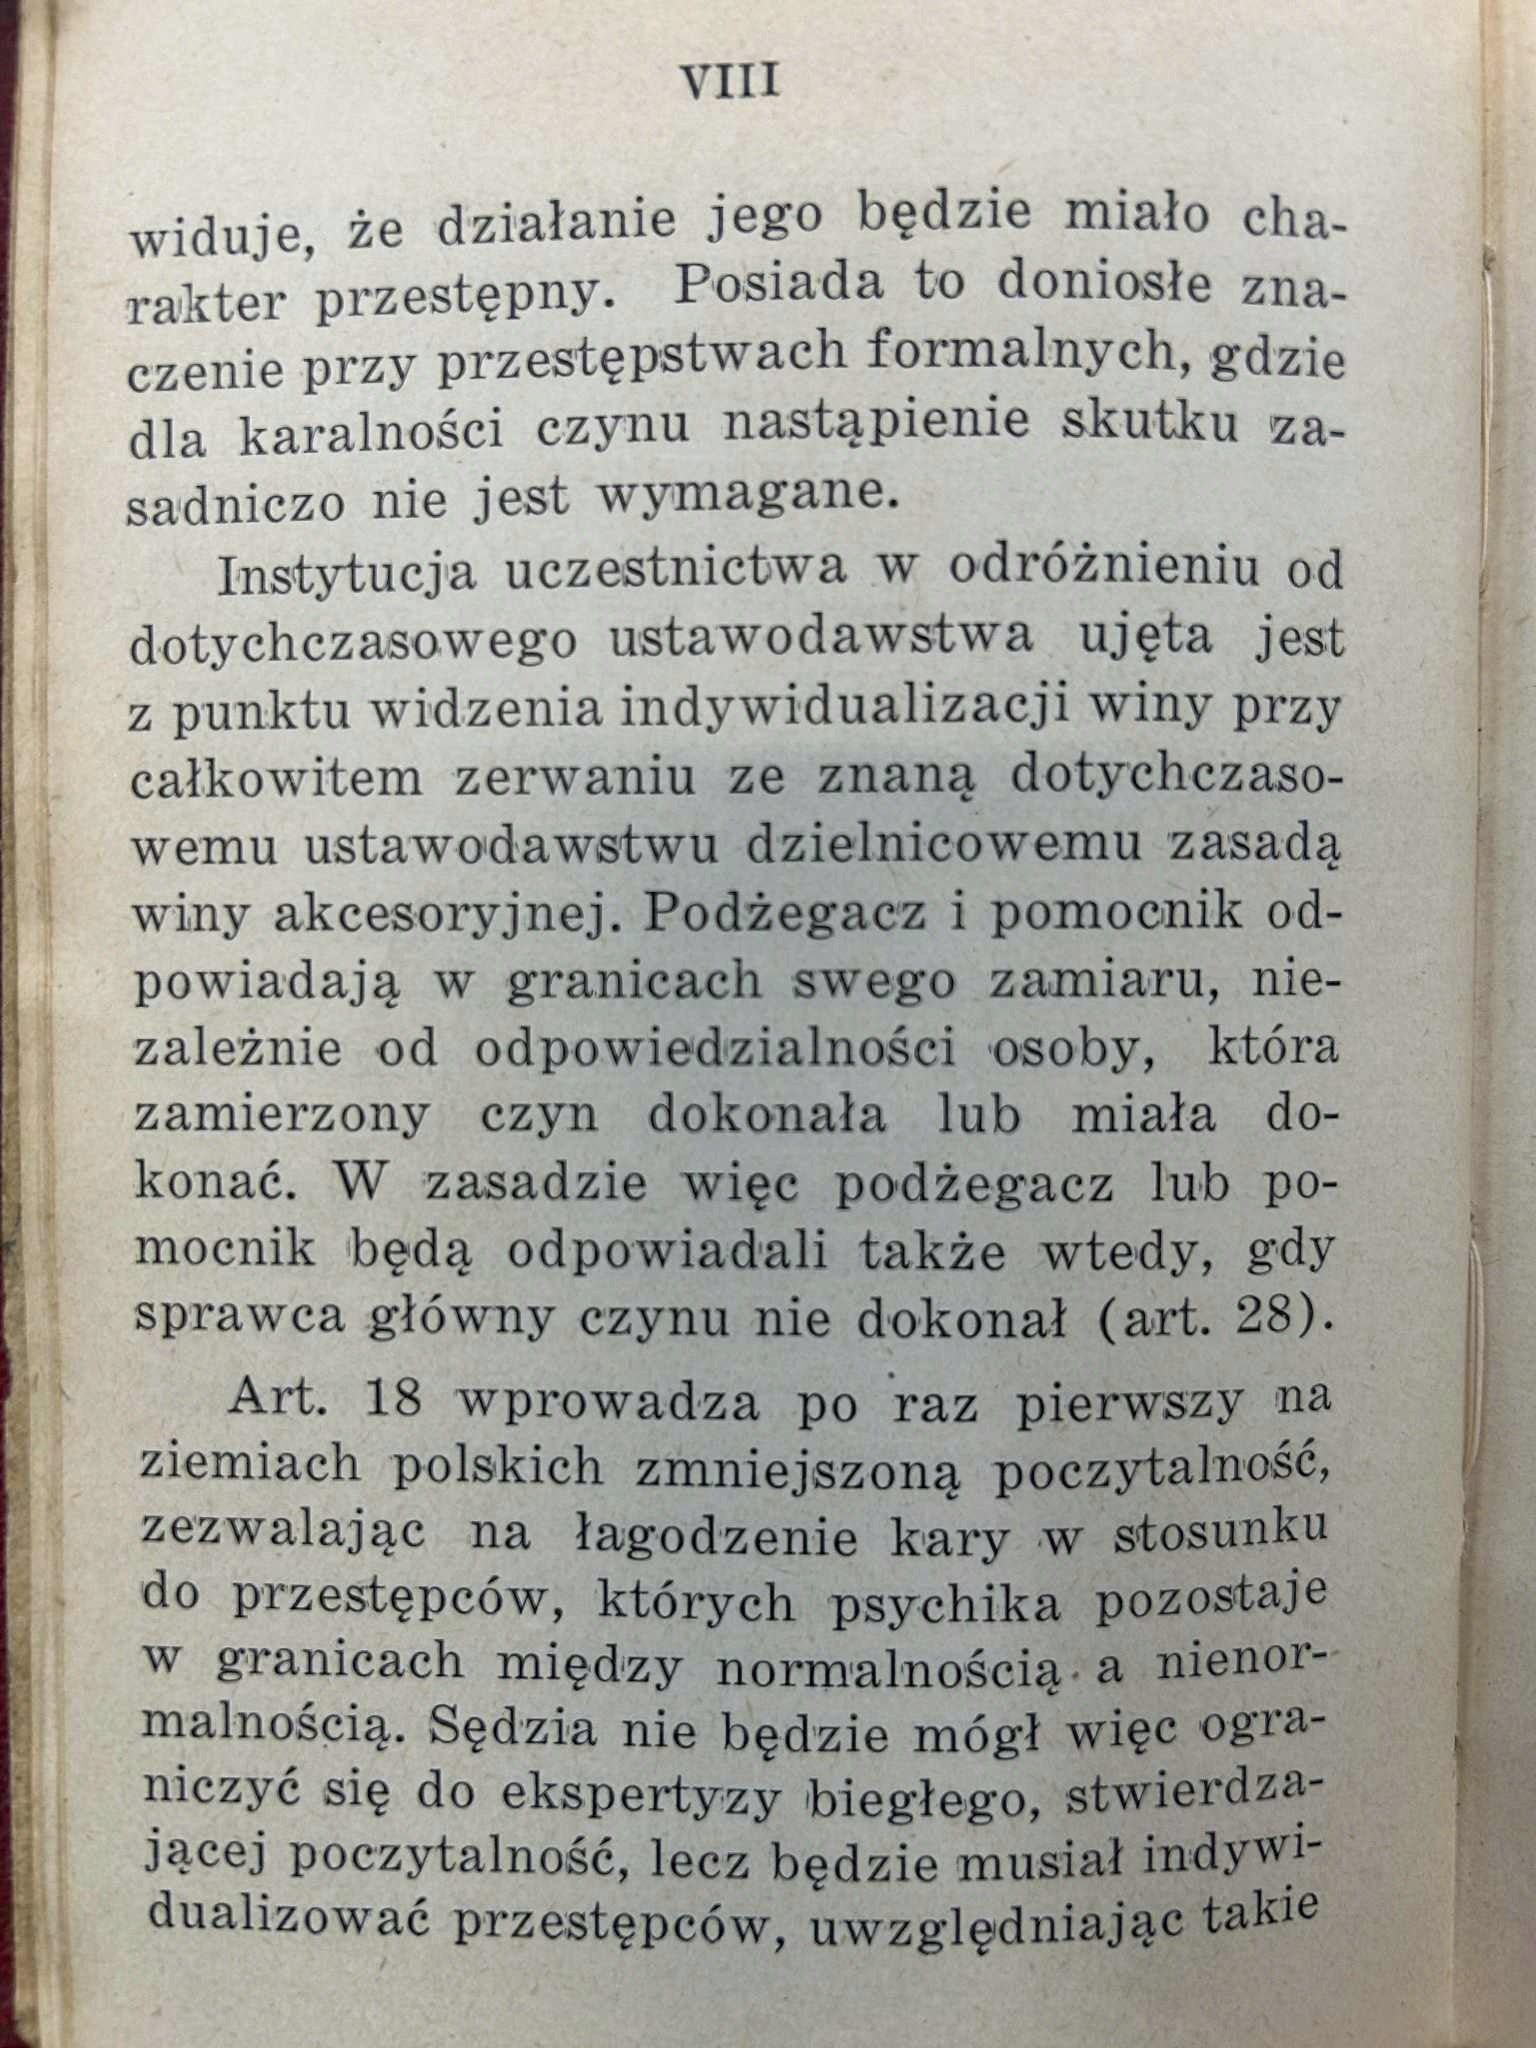 VIII
widuje, że działanie jego będzie miało cha-
rakter przestępny. Posiada to doniosłe zna-
czenie przy przestępstwach formalnych, gdzie
dla karalności czynu nastąpienie skutku za-
sadniczo nie jest wymagane.
Instytucja uczestnictwa w odróżnieniu od
dotychczasowego ustawodawstwa ujęta jest
z punktu widzenia indywidualizacji winy przy
całkowitem zerwaniu ze znaną dotychczaso-
wemu ustawodawstwu dzielnicowemu zasadą
winy akcesoryjnej. Podżegacz i pomocnik od-
powiadają w granicach swego zamiaru, nie-
zależnie od odpowiedzialności osoby, która
zamierzony czyn dokonała lub miała do-
konać. W zasadzie więc podżegacz lub po-
mocnik będą odpowiadali także wtedy, gdy
sprawca główny czynu nie dokonał (art. 28).
Art. 18 wprowadza po raz pierwszy na
ziemiach polskich zmniejszoną poczytalność,
zezwalając na łagodzenie kary w stosunku
do przestępców, których psychika pozostaje
w granicach między normalnością a nienor-
malnością. Sędzia nie będzie mógł więc ogra-
niczyć się do ekspertyzy biegłego, stwierdza-
jącej poczytalność, lecz będzie musiał indywi-
dualizować przestępców, uwzględniając takie